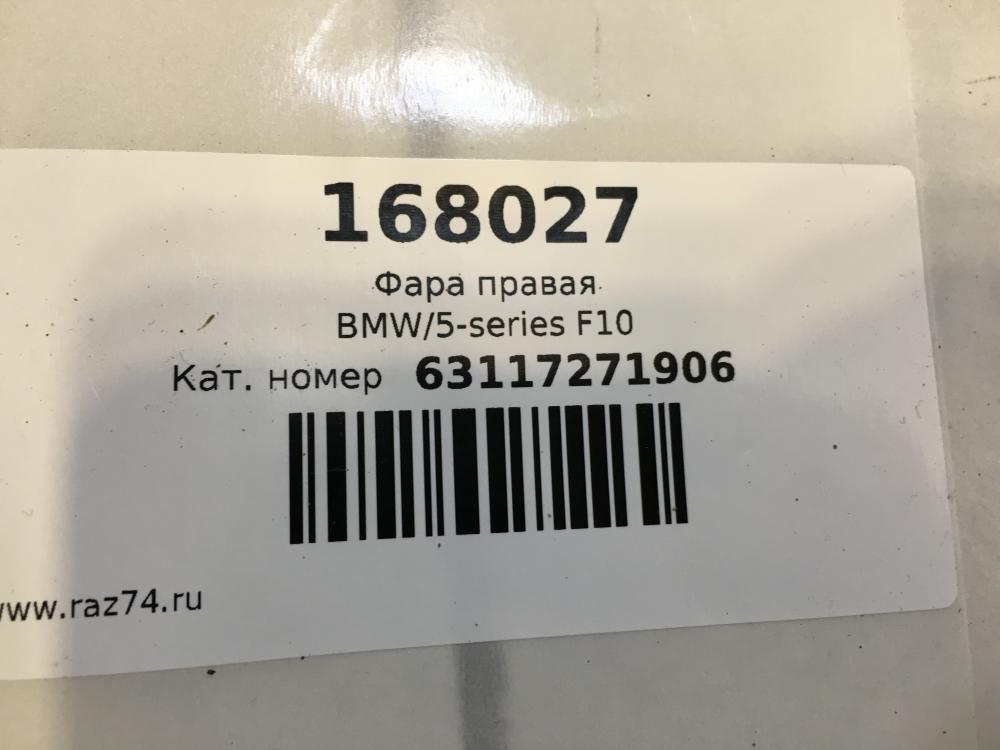 168027
Фара правая
BMW/5-series F10
Кат. номер 63117271906
www.raz74.ru